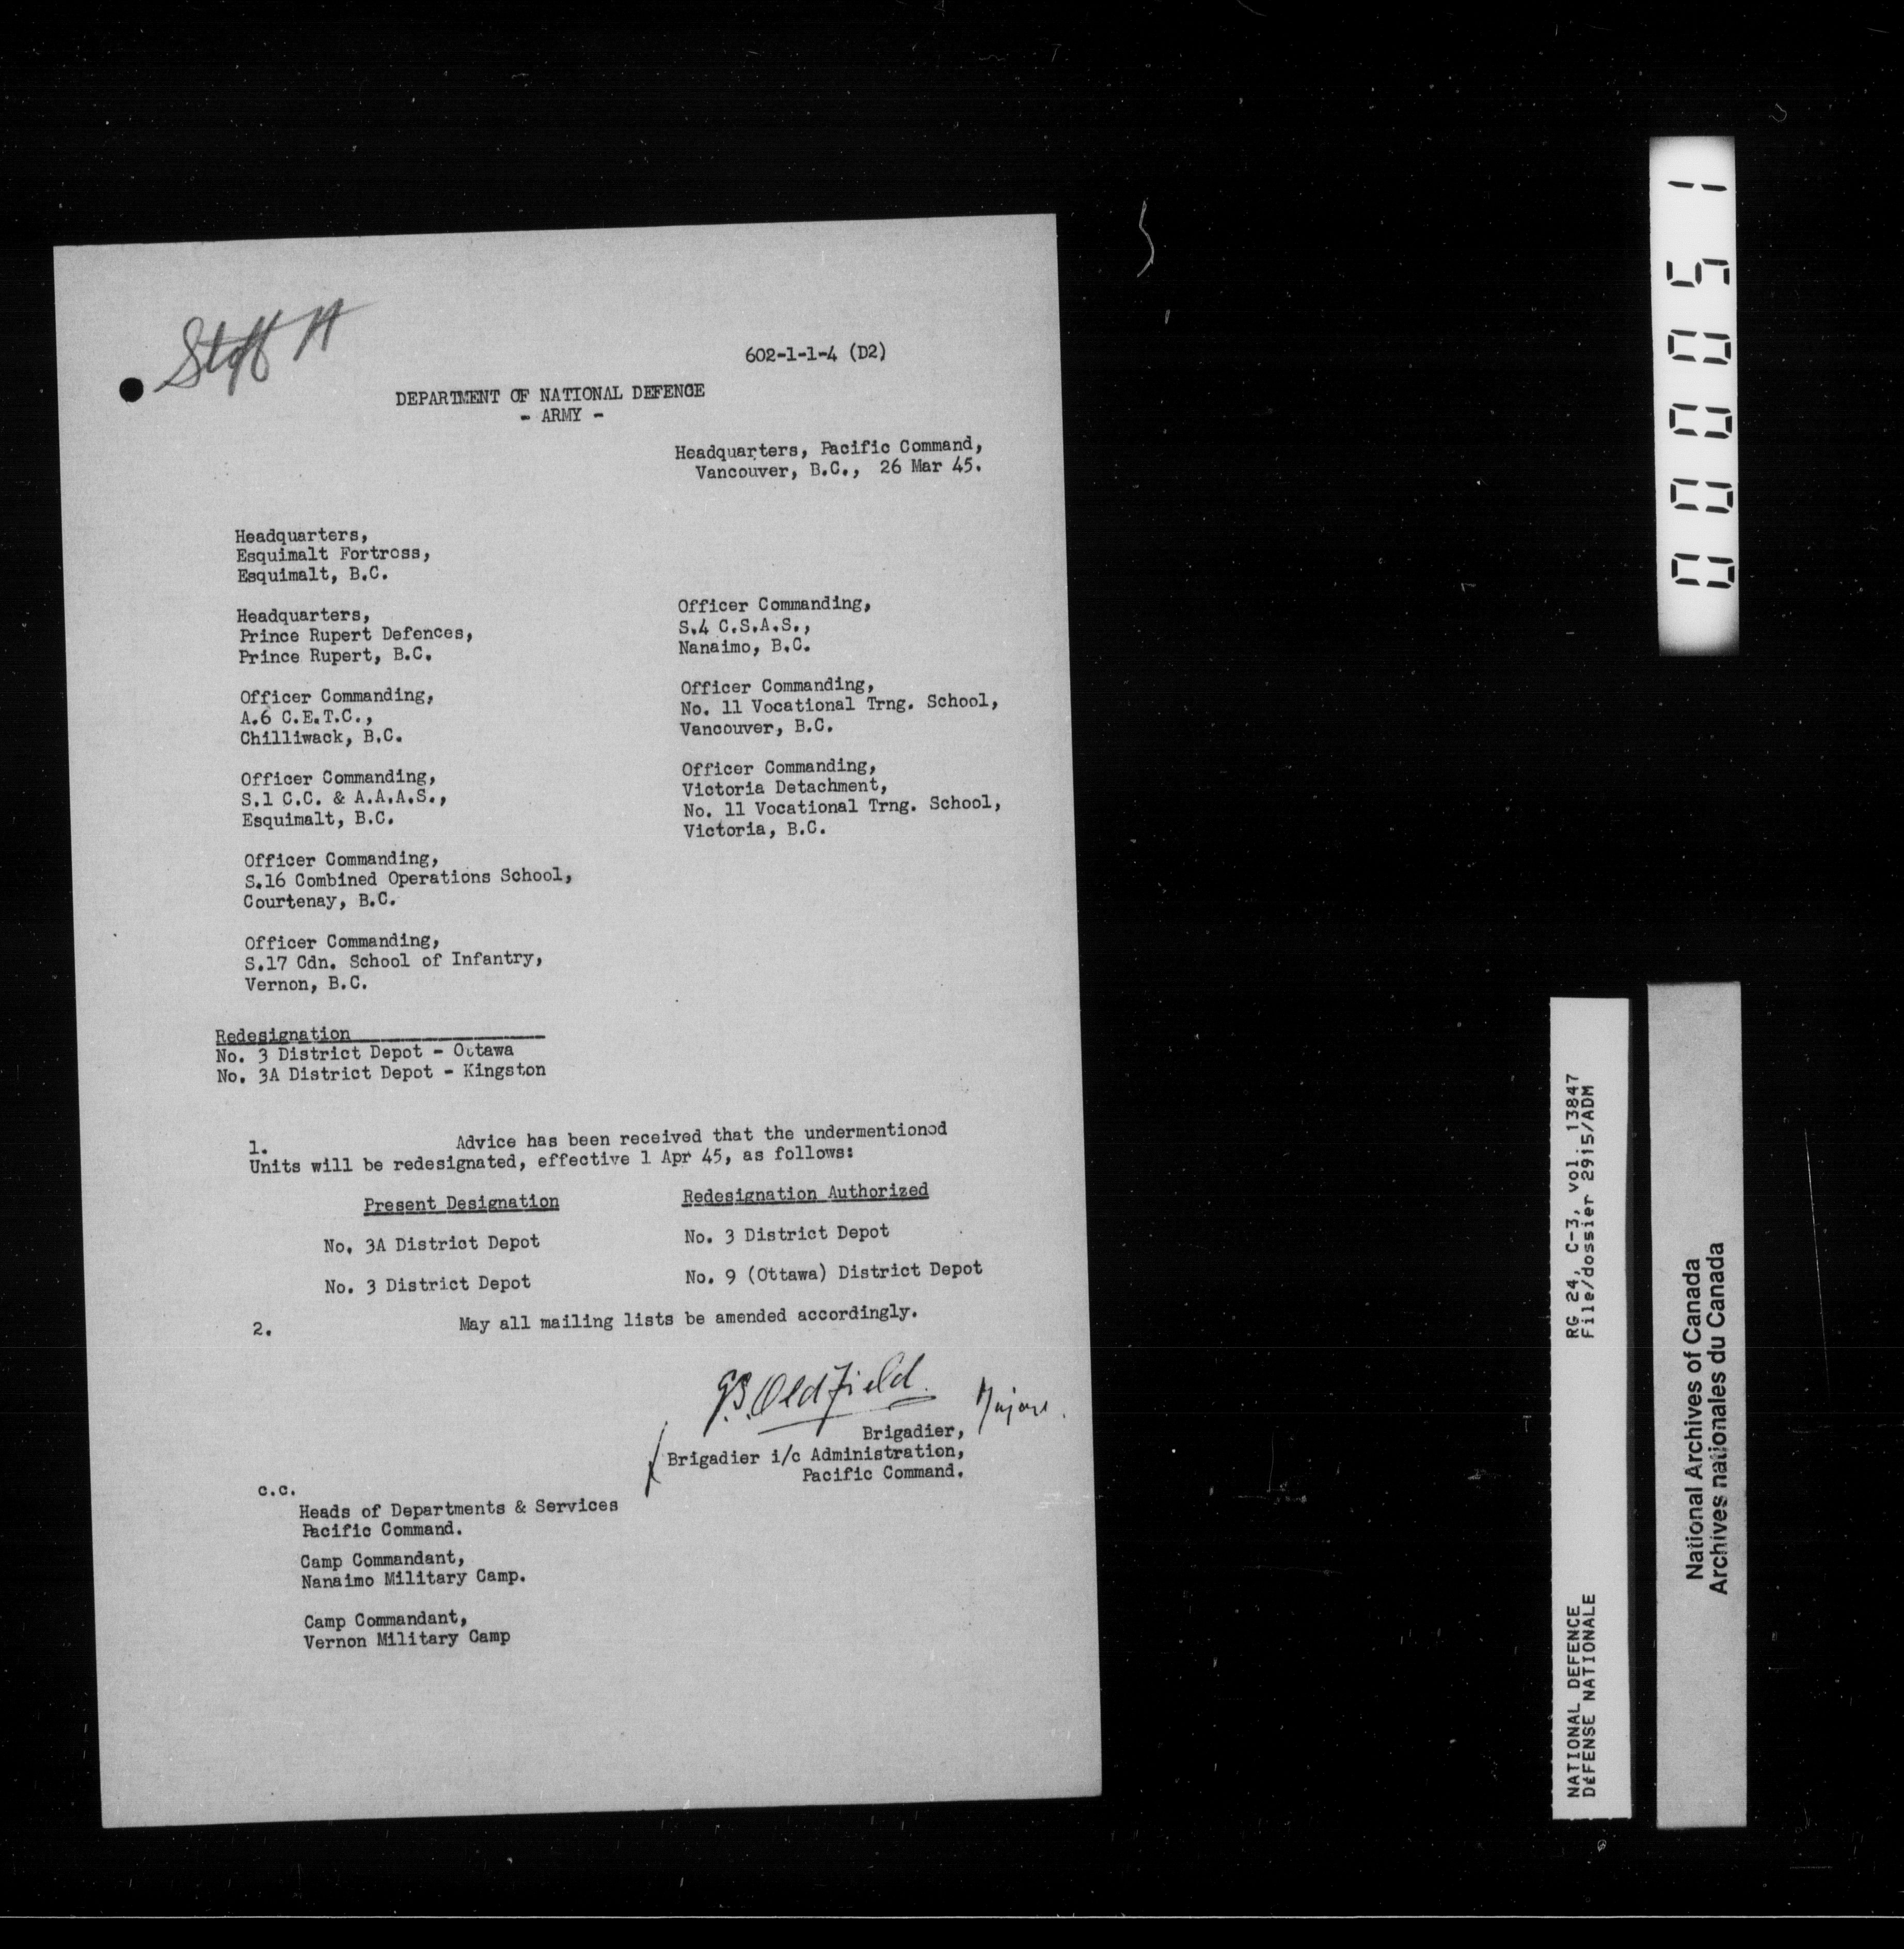 Staff A
602-1-1-4 (D2)
DEPARTMENT OF NATIONAL DEFENCE
- ARMY -
Headquarters, Pacific Command,
Vancouver, B.C., 26 Mar 45.
Headquarters,
Esquimalt Fortress,
Esquimalt, B.C.
Headquarters,
Prince Rupert Defences,
Prince Rupert, B.C.
Officer Commanding,
A.6 C.E.T.C.,
Chilliwack, B.C.
Officer Commanding,
S.1 C.C. & A.A.A.S.,
Esquimalt, B.C.
Officer Commanding,
S.16 Combined Operations School,
Courtenay, B.C.
Officer Commanding,
S.17 Cdn. School of Infantry,
Vernon, B.C.
Officer Commanding,
S.4 C.S.A.S.,
Nanaimo, B.C.
Officer Commanding,
No. 11 Vocational Trng. School,
Vancouver, B.C.
Officer Commanding,
Victoria Detachment,
No. 11 Vocational Trng. School,
Victoria, B.C.
Redesignation
No. 3 District Depot - Ottawa
No. 3A District Depot - Kingston
1. Advice has been received that the undermentioned
Units will be redesignated, effective 1 Apr 45, as follows:
Present Designation Redesignation Authorized
No. 3A District Depot No. 3 District Depot
No. 3 District Depot No. 9 (Ottawa) District Depot
2. May all mailing lists be amended accordingly.
G.S. Oldfield Major.
Brigadier,
Brigadier i/c Administration,
Pacific Command.
c.c.
Heads of Departments & Services
Pacific Command.
Camp Commandant,
Nanaimo Military Camp.
Camp Commandant,
Vernon Military Camp
000051
NATIONAL DEFENCE RG 24, C-3, vol. 13847
DÉFENSE NATIONALE File/dossier 2915/ADM
National Archives of Canada
Archives nationales du Canada